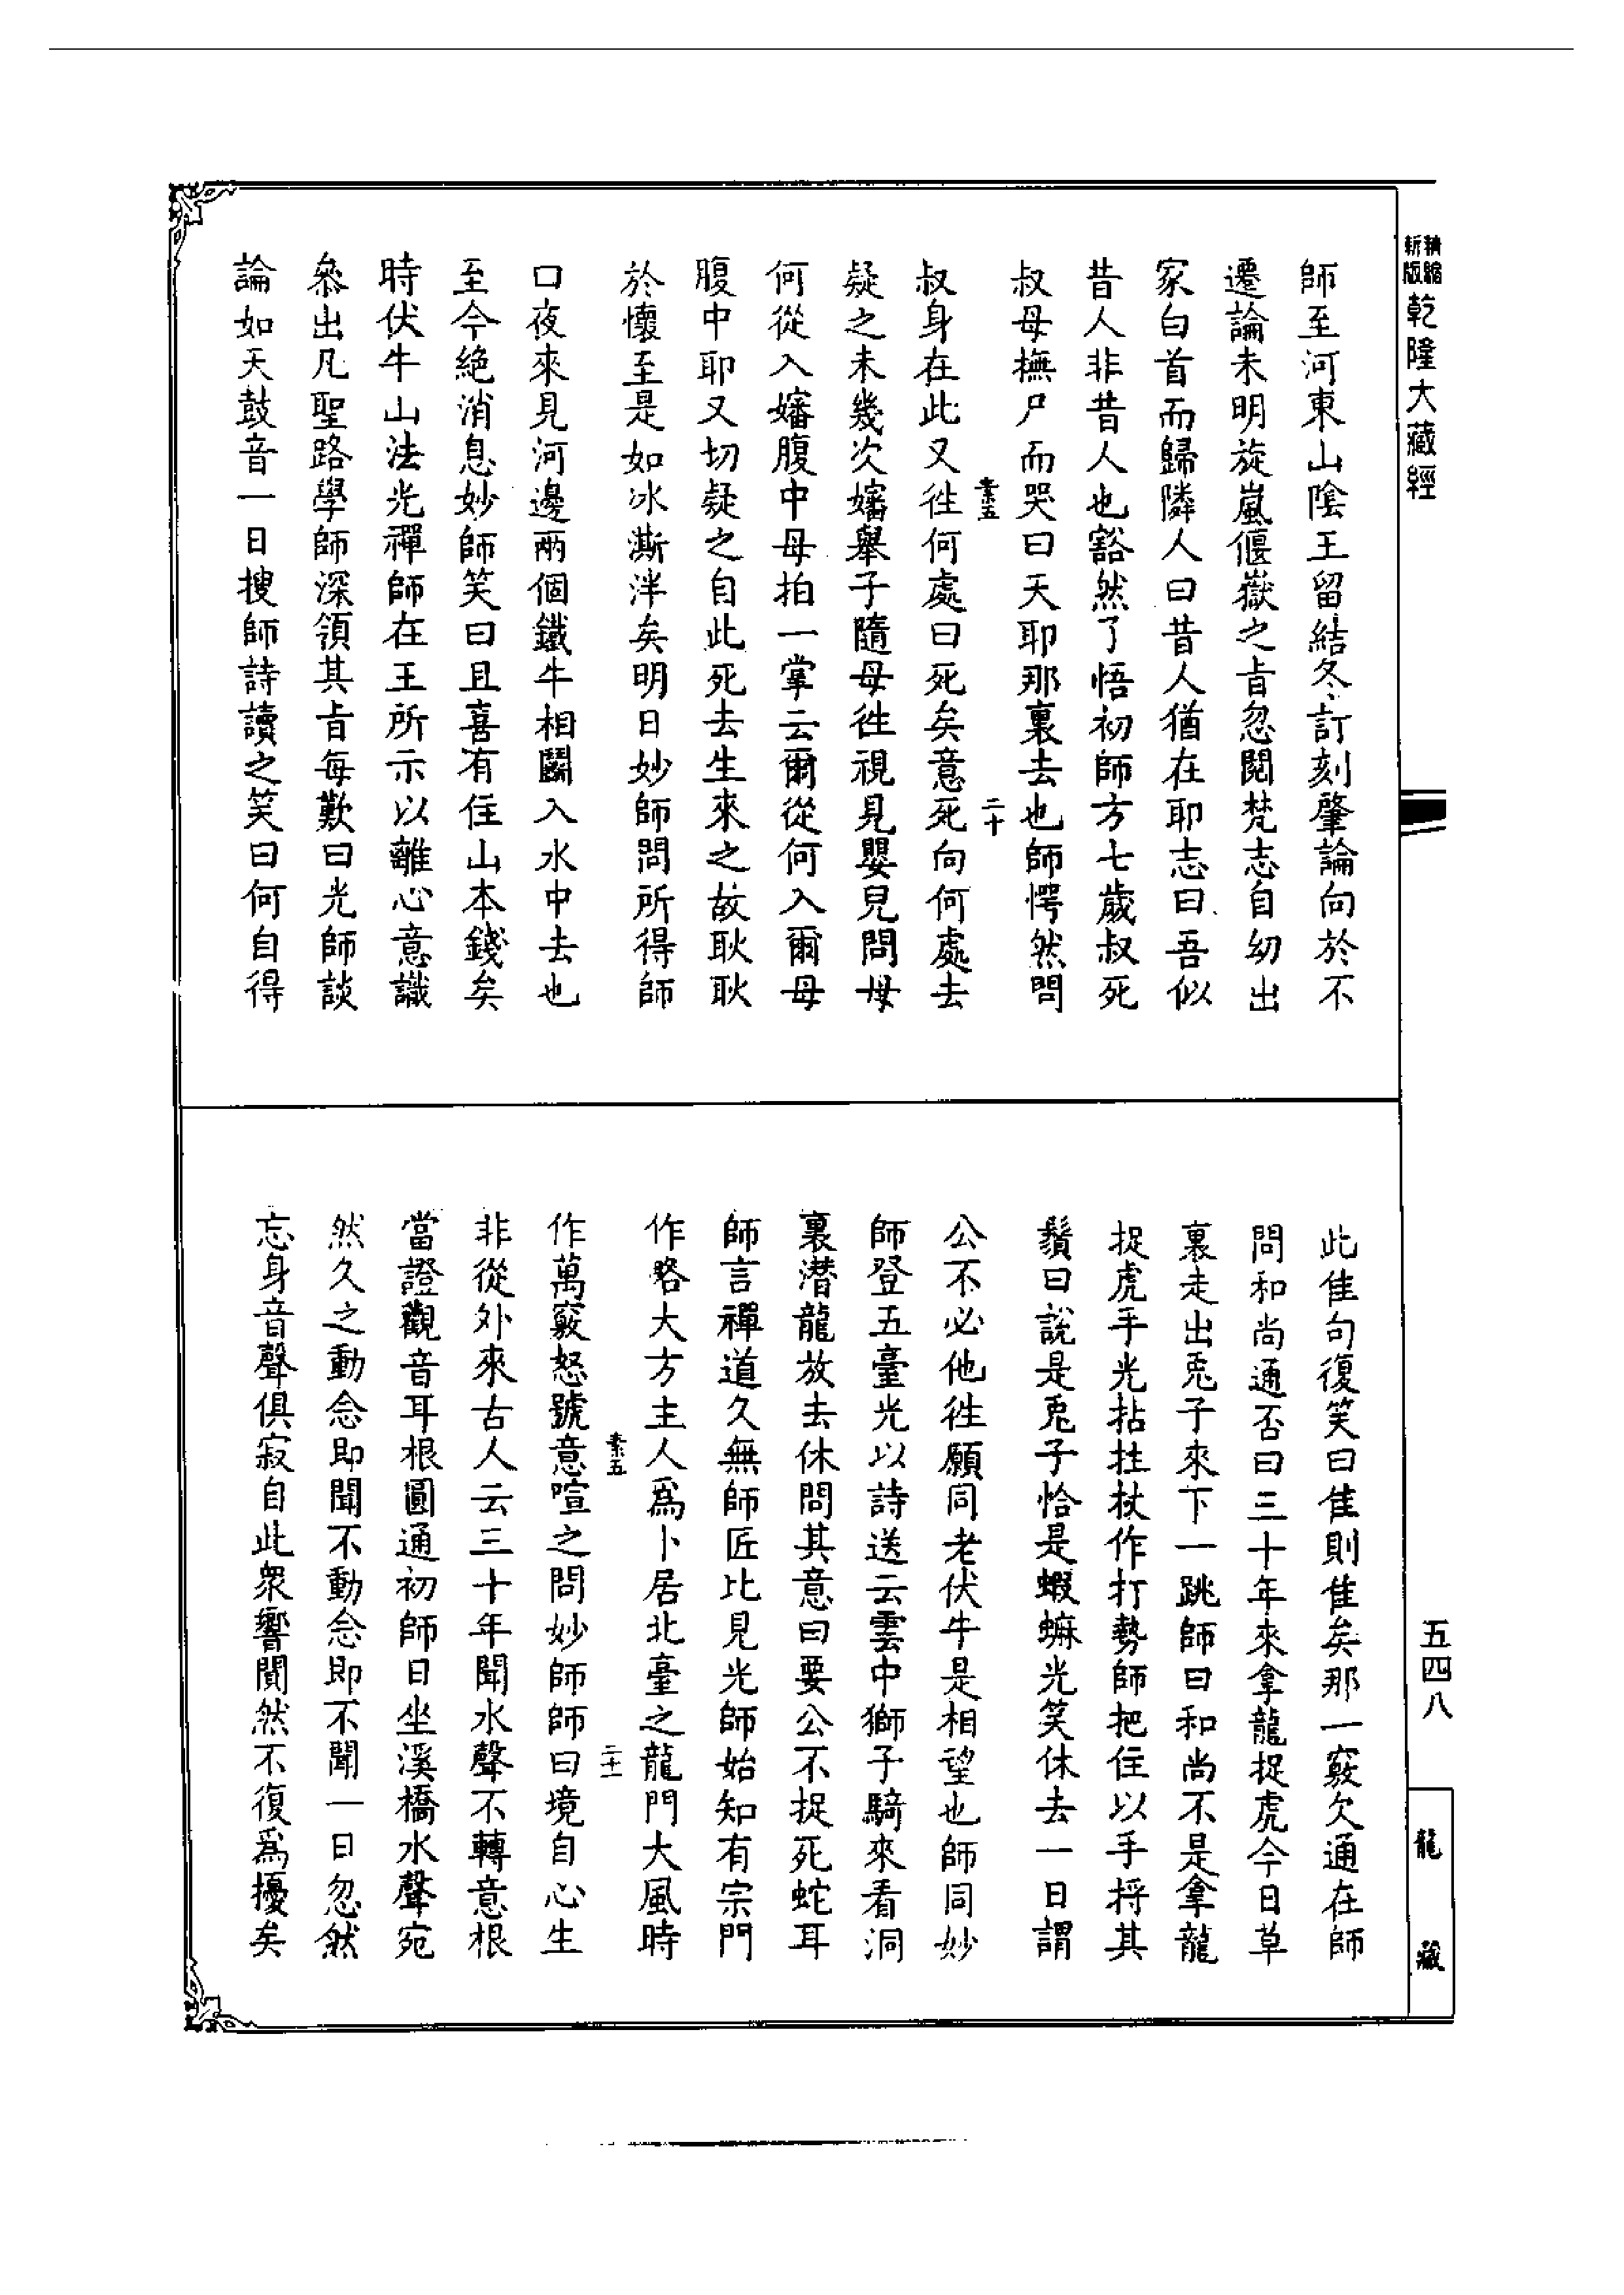 精縮新版乾隆大藏經
師至河東山陰王留結冬訂刻肇論向於不
遷論未明旋嵐偃嶽之旨忽閱梵志自幼出
家白首而歸隣人曰昔人猶在耶志曰吾似
昔人非昔人也豁然了悟初師方七歲叔死
叔母撫尸而哭曰天耶那裏去也師愕然問
素五 二十
叔身在此又徃何處曰死矣意死向何處去
疑之未幾次嬸舉子隨母徃視見嬰兒問母
何從入嬸腹中母拍一掌云爾從何入爾母
腹中耶又切疑之自此死去生來之故耿耿
於懷至是如冰澌泮矣明日妙師問所得師
口夜來見河邊兩個鐵牛相鬬入水中去也
至今絶消息妙師笑曰且喜有住山本錢矣
時伏牛山法光禪師在王所示以離心意識
叅出凡聖路學師深領其旨每歎曰光師談
論如天鼓音一日搜師詩讀之笑曰何自得
此隹句復笑曰隹則隹矣那一竅欠通在師
問和尚通否曰三十年來拿龍捉虎今日草
裏走出兎子來下一跳師曰和尚不是拿龍
捉虎手光拈拄杖作打勢師把住以手捋其
鬚曰説是兎子恰是蝦䗫光笑休去一日謂
公不必他徃願同老伏牛是相望也師同妙
師登五臺光以詩送云雲中獅子騎來看洞
裏潛龍放去休問其意曰要公不捉死蛇耳
師言禪道久無師匠比見光師始知有宗門
作略大方主人爲卜居北臺之龍門大風時
素五 二十一
作萬竅怒號意喧之問妙師師曰境自心生
非從外來古人云三十年聞水聲不轉意根
當證觀音耳根圓通初師日坐溪橋水聲宛
然久之動念即聞不動念即不聞一日忽然
忘身音聲俱寂自此衆響閴然不復爲擾矣
五四八
龍藏